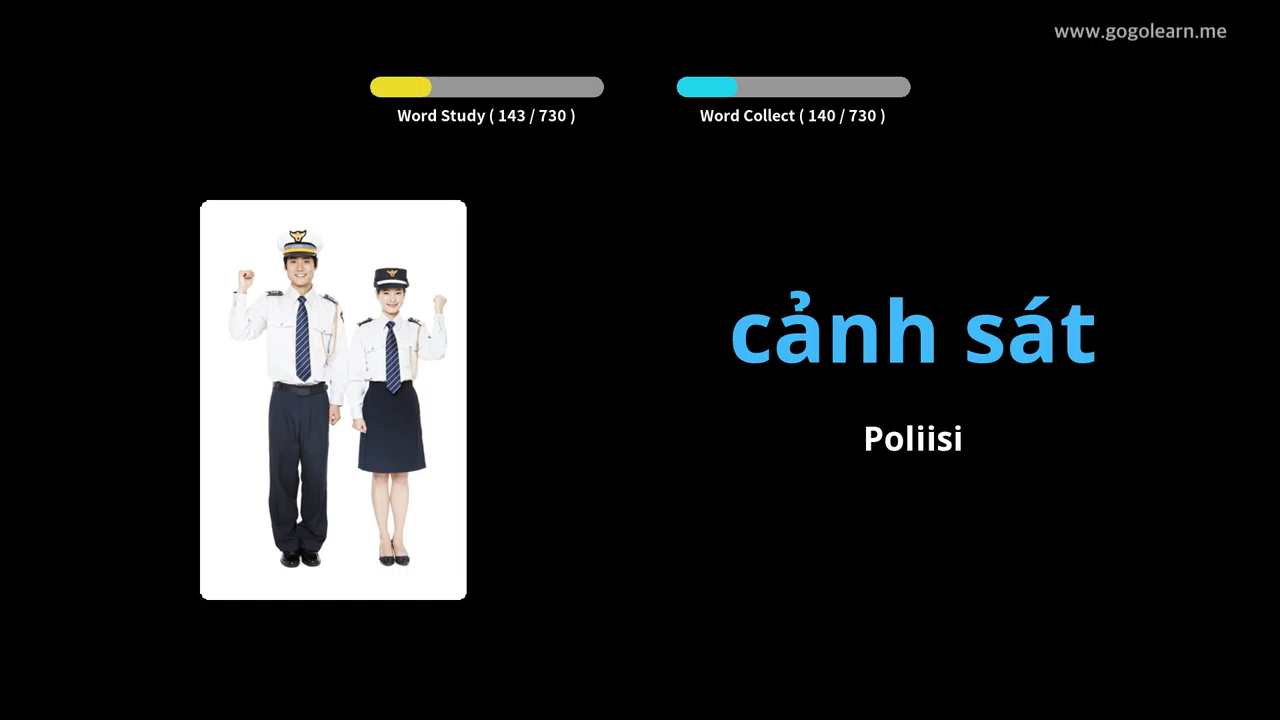 www.gogolearn.me
Word Study ( 143 / 730 )
Word Collect ( 140 / 730 )
cảnh sát
Poliisi